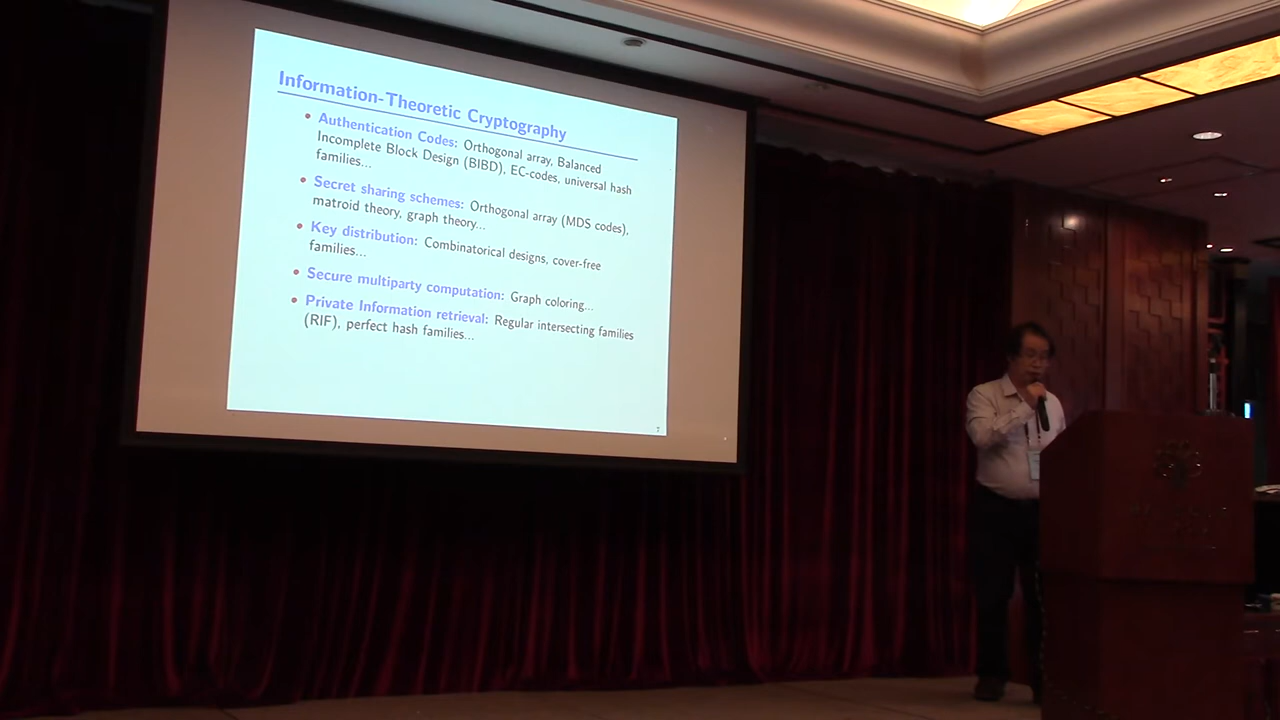 Information-Theoretic Cryptography
• Authentication Codes: Orthogonal array, Balanced
Incomplete Block Design (BIBD), EC-codes, universal hash
families...
• Secret sharing schemes: Orthogonal array (MDS codes),
matroid theory, graph theory...
• Key distribution: Combinatorical designs, cover-free
families...
• Secure multiparty computation: Graph coloring...
• Private Information retrieval: Regular intersecting families
(RIF), perfect hash families...
7